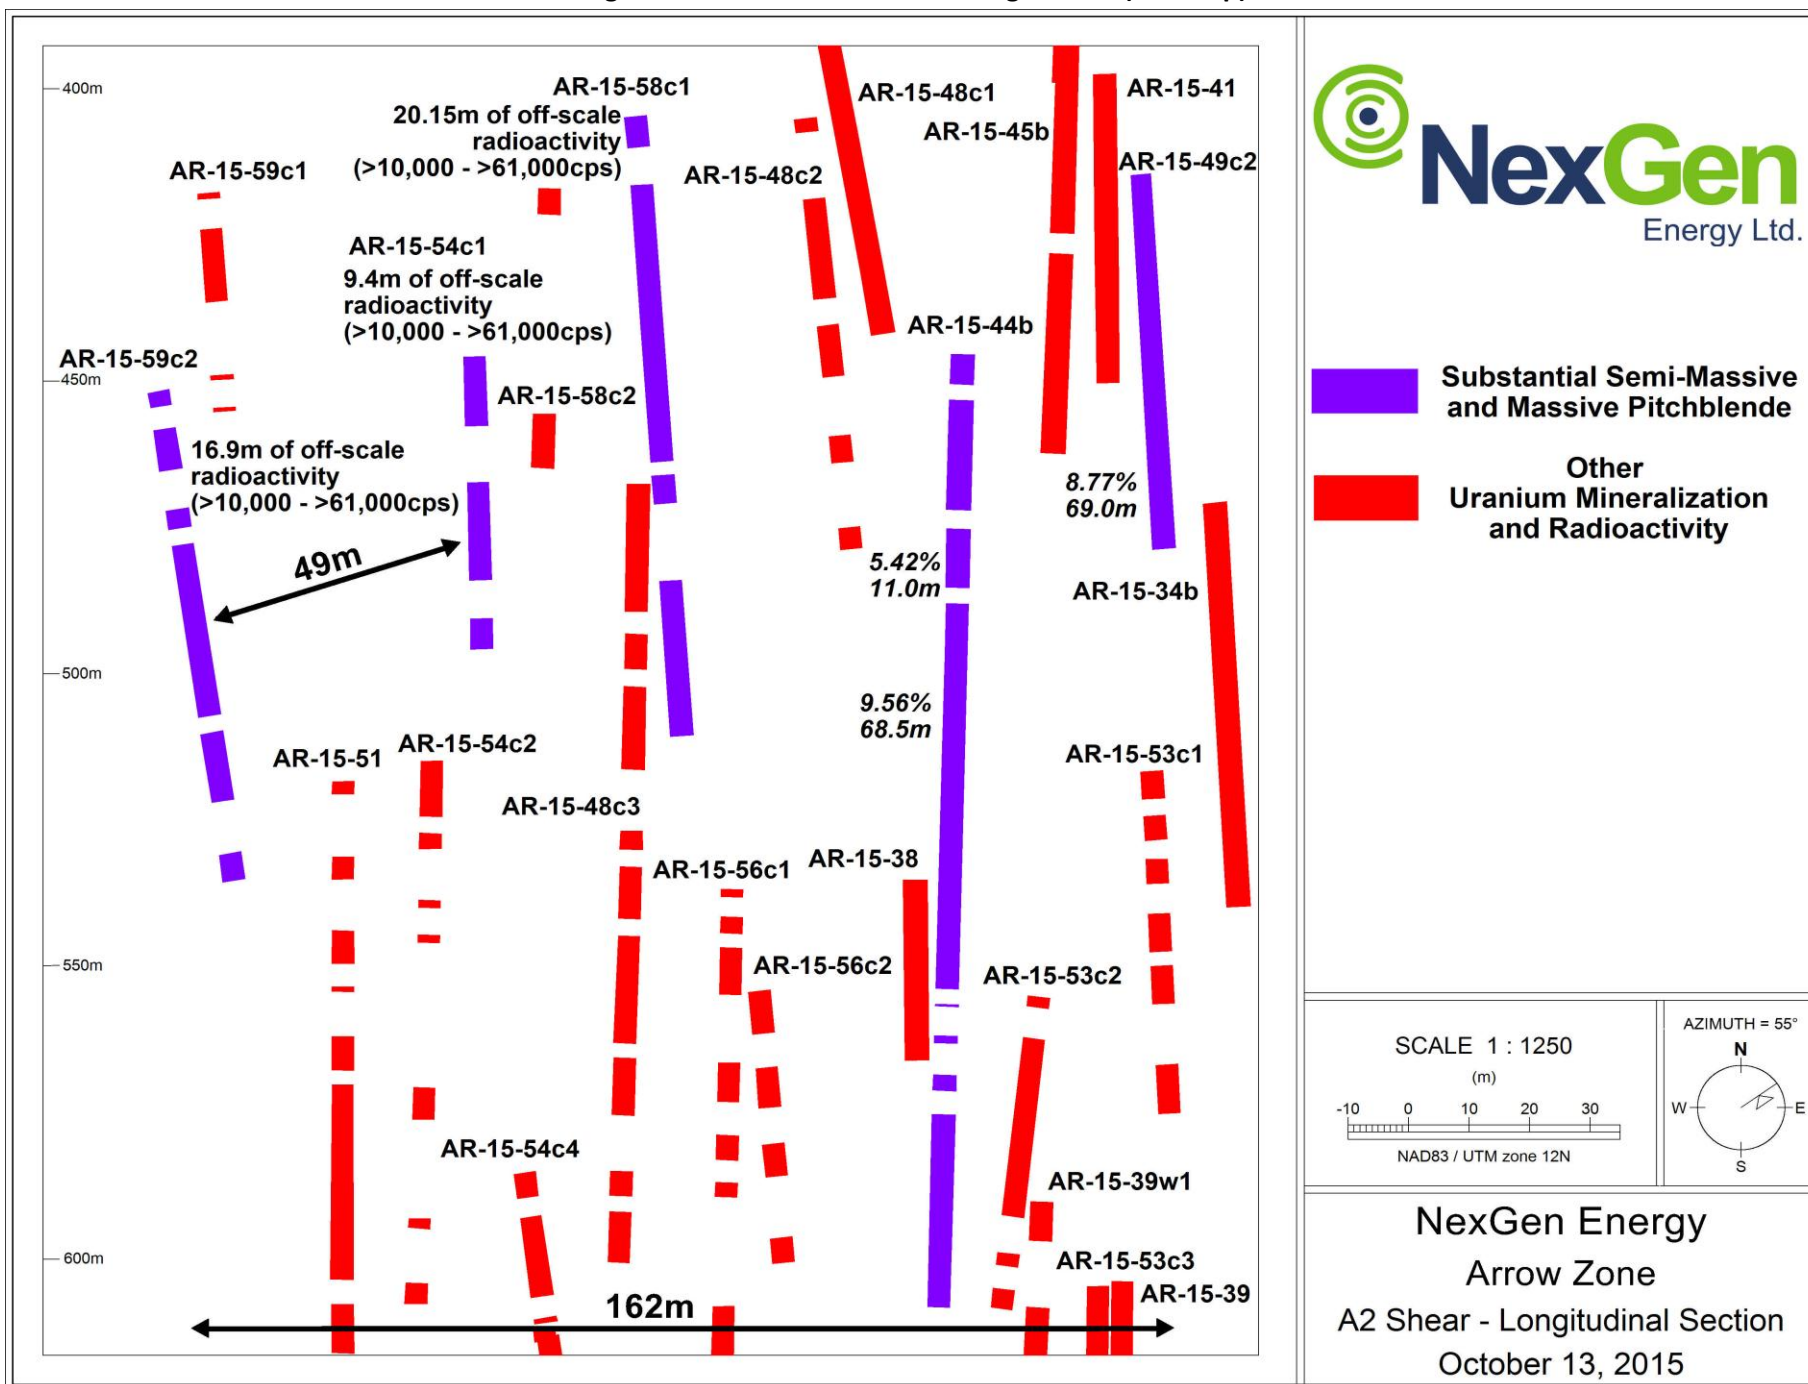 400m
450m
500m
550m
600m
AR-15-58c1
20.15m of off-scale
radioactivity
(>10,000 - >61,000cps)
AR-15-59c1
AR-15-54c1
9.4m of off-scale
radioactivity
(>10,000 - >61,000cps)
AR-15-59c2
16.9m of off-scale
radioactivity
(>10,000 - >61,000cps)
49m
AR-15-58c2
AR-15-48c1
AR-15-48c2
AR-15-45b
AR-15-41
AR-15-49c2
AR-15-44b
8.77%
69.0m
5.42%
11.0m
AR-15-34b
9.56%
68.5m
AR-15-51
AR-15-54c2
AR-15-48c3
AR-15-56c1
AR-15-38
AR-15-53c1
AR-15-56c2
AR-15-53c2
AR-15-54c4
AR-15-39w1
AR-15-53c3
AR-15-39
162m
NexGen
Energy Ltd.
Substantial Semi-Massive
and Massive Pitchblende
Other
Uranium Mineralization
and Radioactivity
SCALE 1 : 1250
(m)
-10 0 10 20 30
NAD83 / UTM zone 12N
AZIMUTH = 55°
N
W E
S
NexGen Energy
Arrow Zone
A2 Shear - Longitudinal Section
October 13, 2015